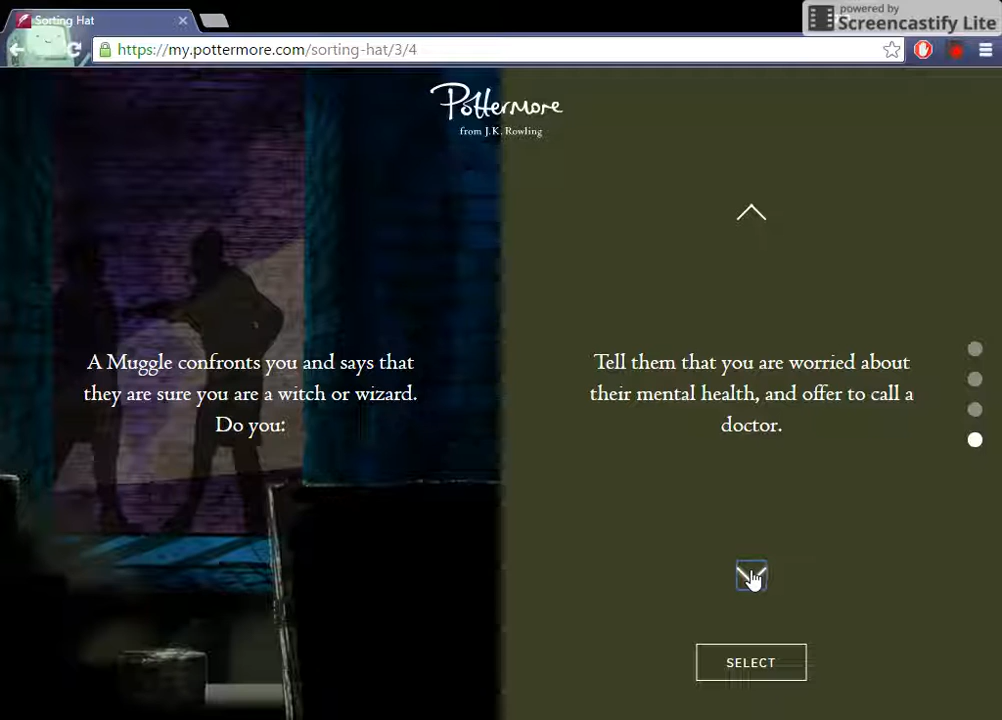 Sorting Hat
powered by
Screencastify Lite
https://my.pottermore.com/sorting-hat/3/4
Pottermore
from J.K. Rowling
A Muggle confronts you and says that
they are sure you are a witch or wizard.
Do you:
Tell them that you are worried about
their mental health, and offer to call a
doctor.
SELECT